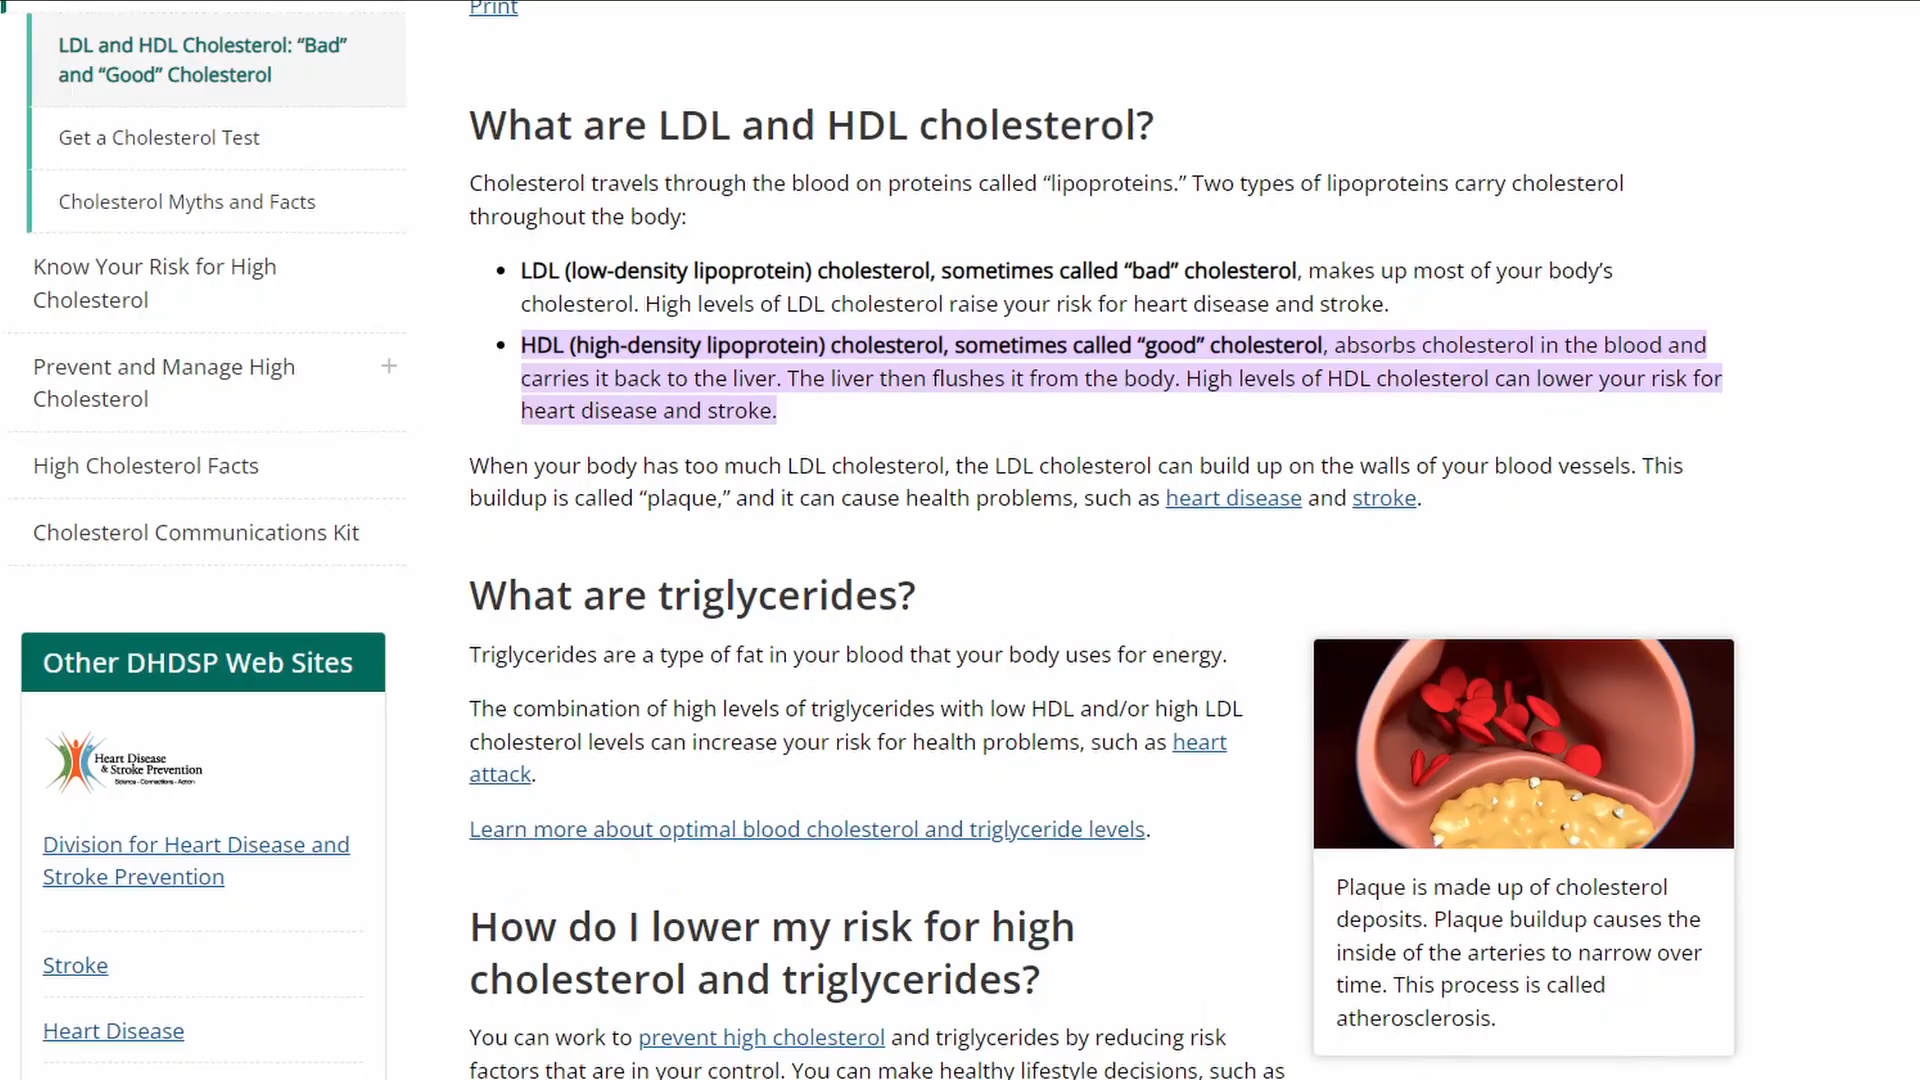 Print
LDL and HDL Cholesterol: “Bad”
and “Good” Cholesterol
Get a Cholesterol Test
Cholesterol Myths and Facts
Know Your Risk for High
Cholesterol
Prevent and Manage High
Cholesterol
High Cholesterol Facts
Cholesterol Communications Kit
Other DHDSP Web Sites
Heart Disease
& Stroke Prevention
Science - Connections - Action
Division for Heart Disease and
Stroke Prevention
Stroke
Heart Disease
What are LDL and HDL cholesterol?
Cholesterol travels through the blood on proteins called “lipoproteins.” Two types of lipoproteins carry cholesterol
throughout the body:
• LDL (low-density lipoprotein) cholesterol, sometimes called “bad” cholesterol, makes up most of your body’s
cholesterol. High levels of LDL cholesterol raise your risk for heart disease and stroke.
• HDL (high-density lipoprotein) cholesterol, sometimes called “good” cholesterol, absorbs cholesterol in the blood and
carries it back to the liver. The liver then flushes it from the body. High levels of HDL cholesterol can lower your risk for
heart disease and stroke.
When your body has too much LDL cholesterol, the LDL cholesterol can build up on the walls of your blood vessels. This
buildup is called “plaque,” and it can cause health problems, such as heart disease and stroke.
What are triglycerides?
Triglycerides are a type of fat in your blood that your body uses for energy.
The combination of high levels of triglycerides with low HDL and/or high LDL
cholesterol levels can increase your risk for health problems, such as heart
attack.
Learn more about optimal blood cholesterol and triglyceride levels.
How do I lower my risk for high
cholesterol and triglycerides?
You can work to prevent high cholesterol and triglycerides by reducing risk
factors that are in your control. You can make healthy lifestyle decisions, such as
Plaque is made up of cholesterol
deposits. Plaque buildup causes the
inside of the arteries to narrow over
time. This process is called
atherosclerosis.